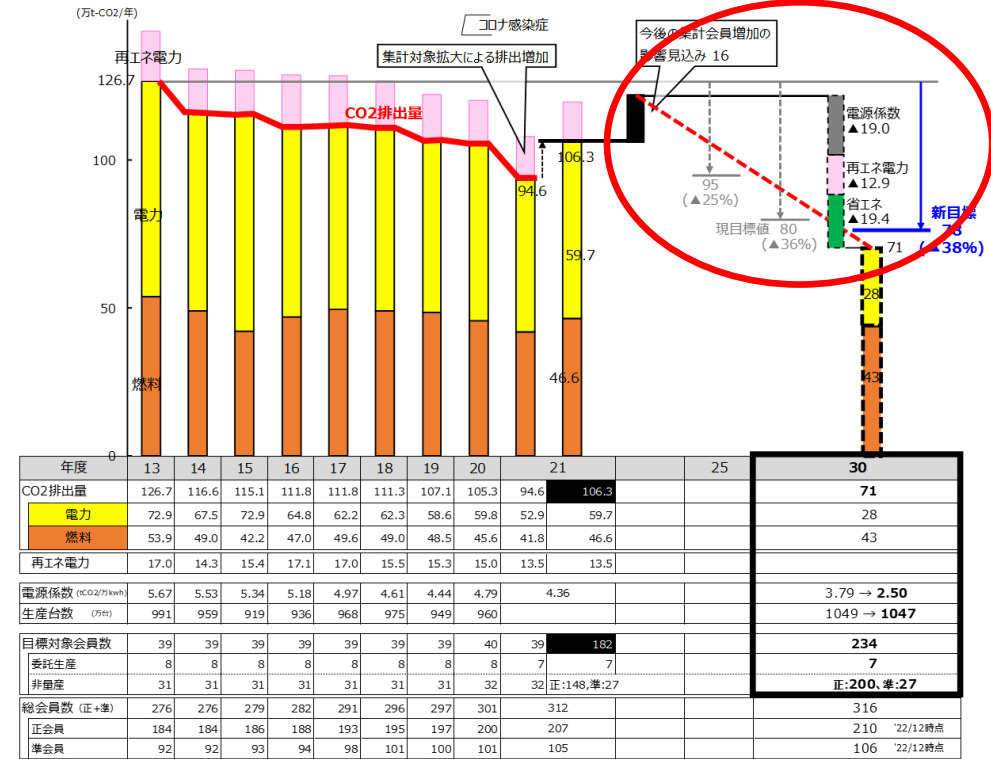 (万t-CO2/年)
コロナ感染症
今後の集計会員増加の
影響見込み 16
集計対象拡大による排出増加
再エネ電力
126.7
CO2排出量
100
50
0
電力
燃料
94.6
106.3
59.7
46.6
95
(▲25%)
現目標値 80
(▲36%)
電源係数
▲19.0
再エネ電力
▲12.9
省エネ
▲19.4
新目標
78
(▲38%)
71
28
43
年度 13 14 15 16 17 18 19 20 21 25 30
CO2排出量 126.7 116.6 115.1 111.8 111.8 111.3 107.1 105.3 94.6 106.3 71
電力 72.9 67.5 72.9 64.8 62.2 62.3 58.6 59.8 52.9 59.7 28
燃料 53.9 49.0 42.2 47.0 49.6 49.0 48.5 45.6 41.8 46.6 43
再エネ電力 17.0 14.3 15.4 17.1 17.0 15.5 15.3 15.0 13.5 13.5
電源係数 (tCO2/万kwh) 5.67 5.53 5.34 5.18 4.97 4.61 4.44 4.79 4.36 3.79 → 2.50
生産台数 (万台) 991 959 919 936 968 975 949 960 1049 → 1047
目標対象会員数 39 39 39 39 39 39 39 40 39 182 234
委託生産 8 8 8 8 8 8 8 8 7 7 7
非量産 31 31 31 31 31 31 31 32 32 正:148,準:27 正:200、準:27
総会員数 (正+準) 276 276 279 282 291 296 297 301 312 316
正会員 184 184 186 188 193 195 197 200 207 210 '22/12時点
準会員 92 92 93 94 98 101 100 101 105 106 '22/12時点